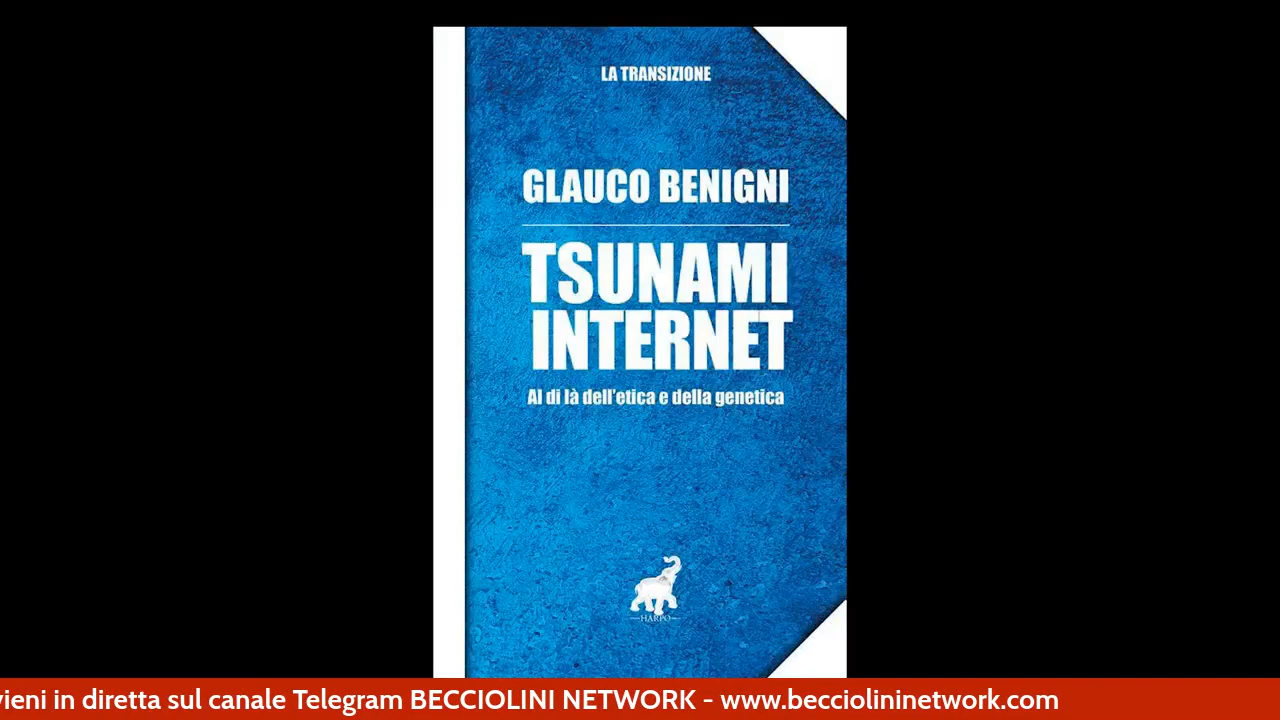 LA TRANSIZIONE
GLAUCO BENIGNI
TSUNAMI
INTERNET
Al di là dell'etica e della genetica
HARPO
vieni in diretta sul canale Telegram BECCIOLINI NETWORK - www.becciolininetwork.com